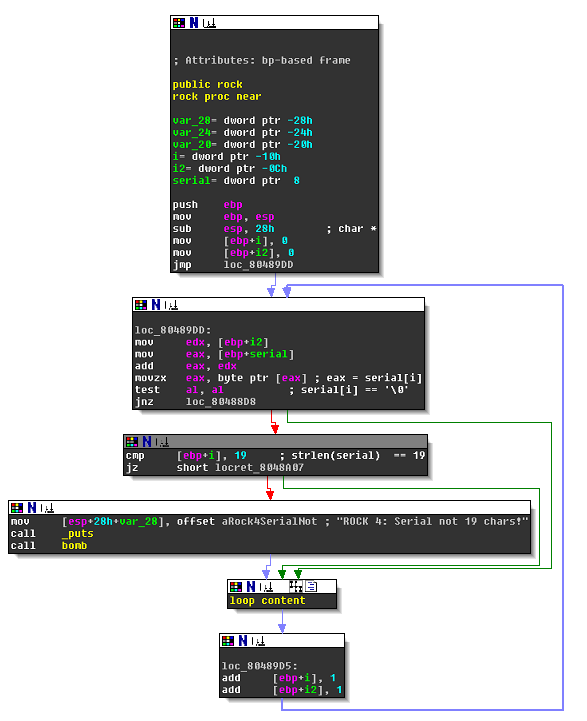 ; Attributes: bp-based frame
public rock
rock proc near
var_28= dword ptr -28h
var_24= dword ptr -24h
var_20= dword ptr -20h
i= dword ptr -10h
i2= dword ptr -0Ch
serial= dword ptr  8
push    ebp
mov     ebp, esp
sub     esp, 28h        ; char *
mov     [ebp+i], 0
mov     [ebp+i2], 0
jmp     loc_80489DD
loc_80489DD:
mov     edx, [ebp+i2]
mov     eax, [ebp+serial]
add     eax, edx
movzx   eax, byte ptr [eax] ; eax = serial[i]
test    al, al          ; serial[i] == '\0'
jnz     loc_80488D8
cmp     [ebp+i], 19     ; strlen(serial)  == 19
jz      short locret_8048A07
mov     [esp+28h+var_28], offset aRock4SerialNot ; "ROCK 4: Serial not 19 chars!"
call    _puts
call    bomb
loop content
loc_80489D5:
add     [ebp+i], 1
add     [ebp+i2], 1